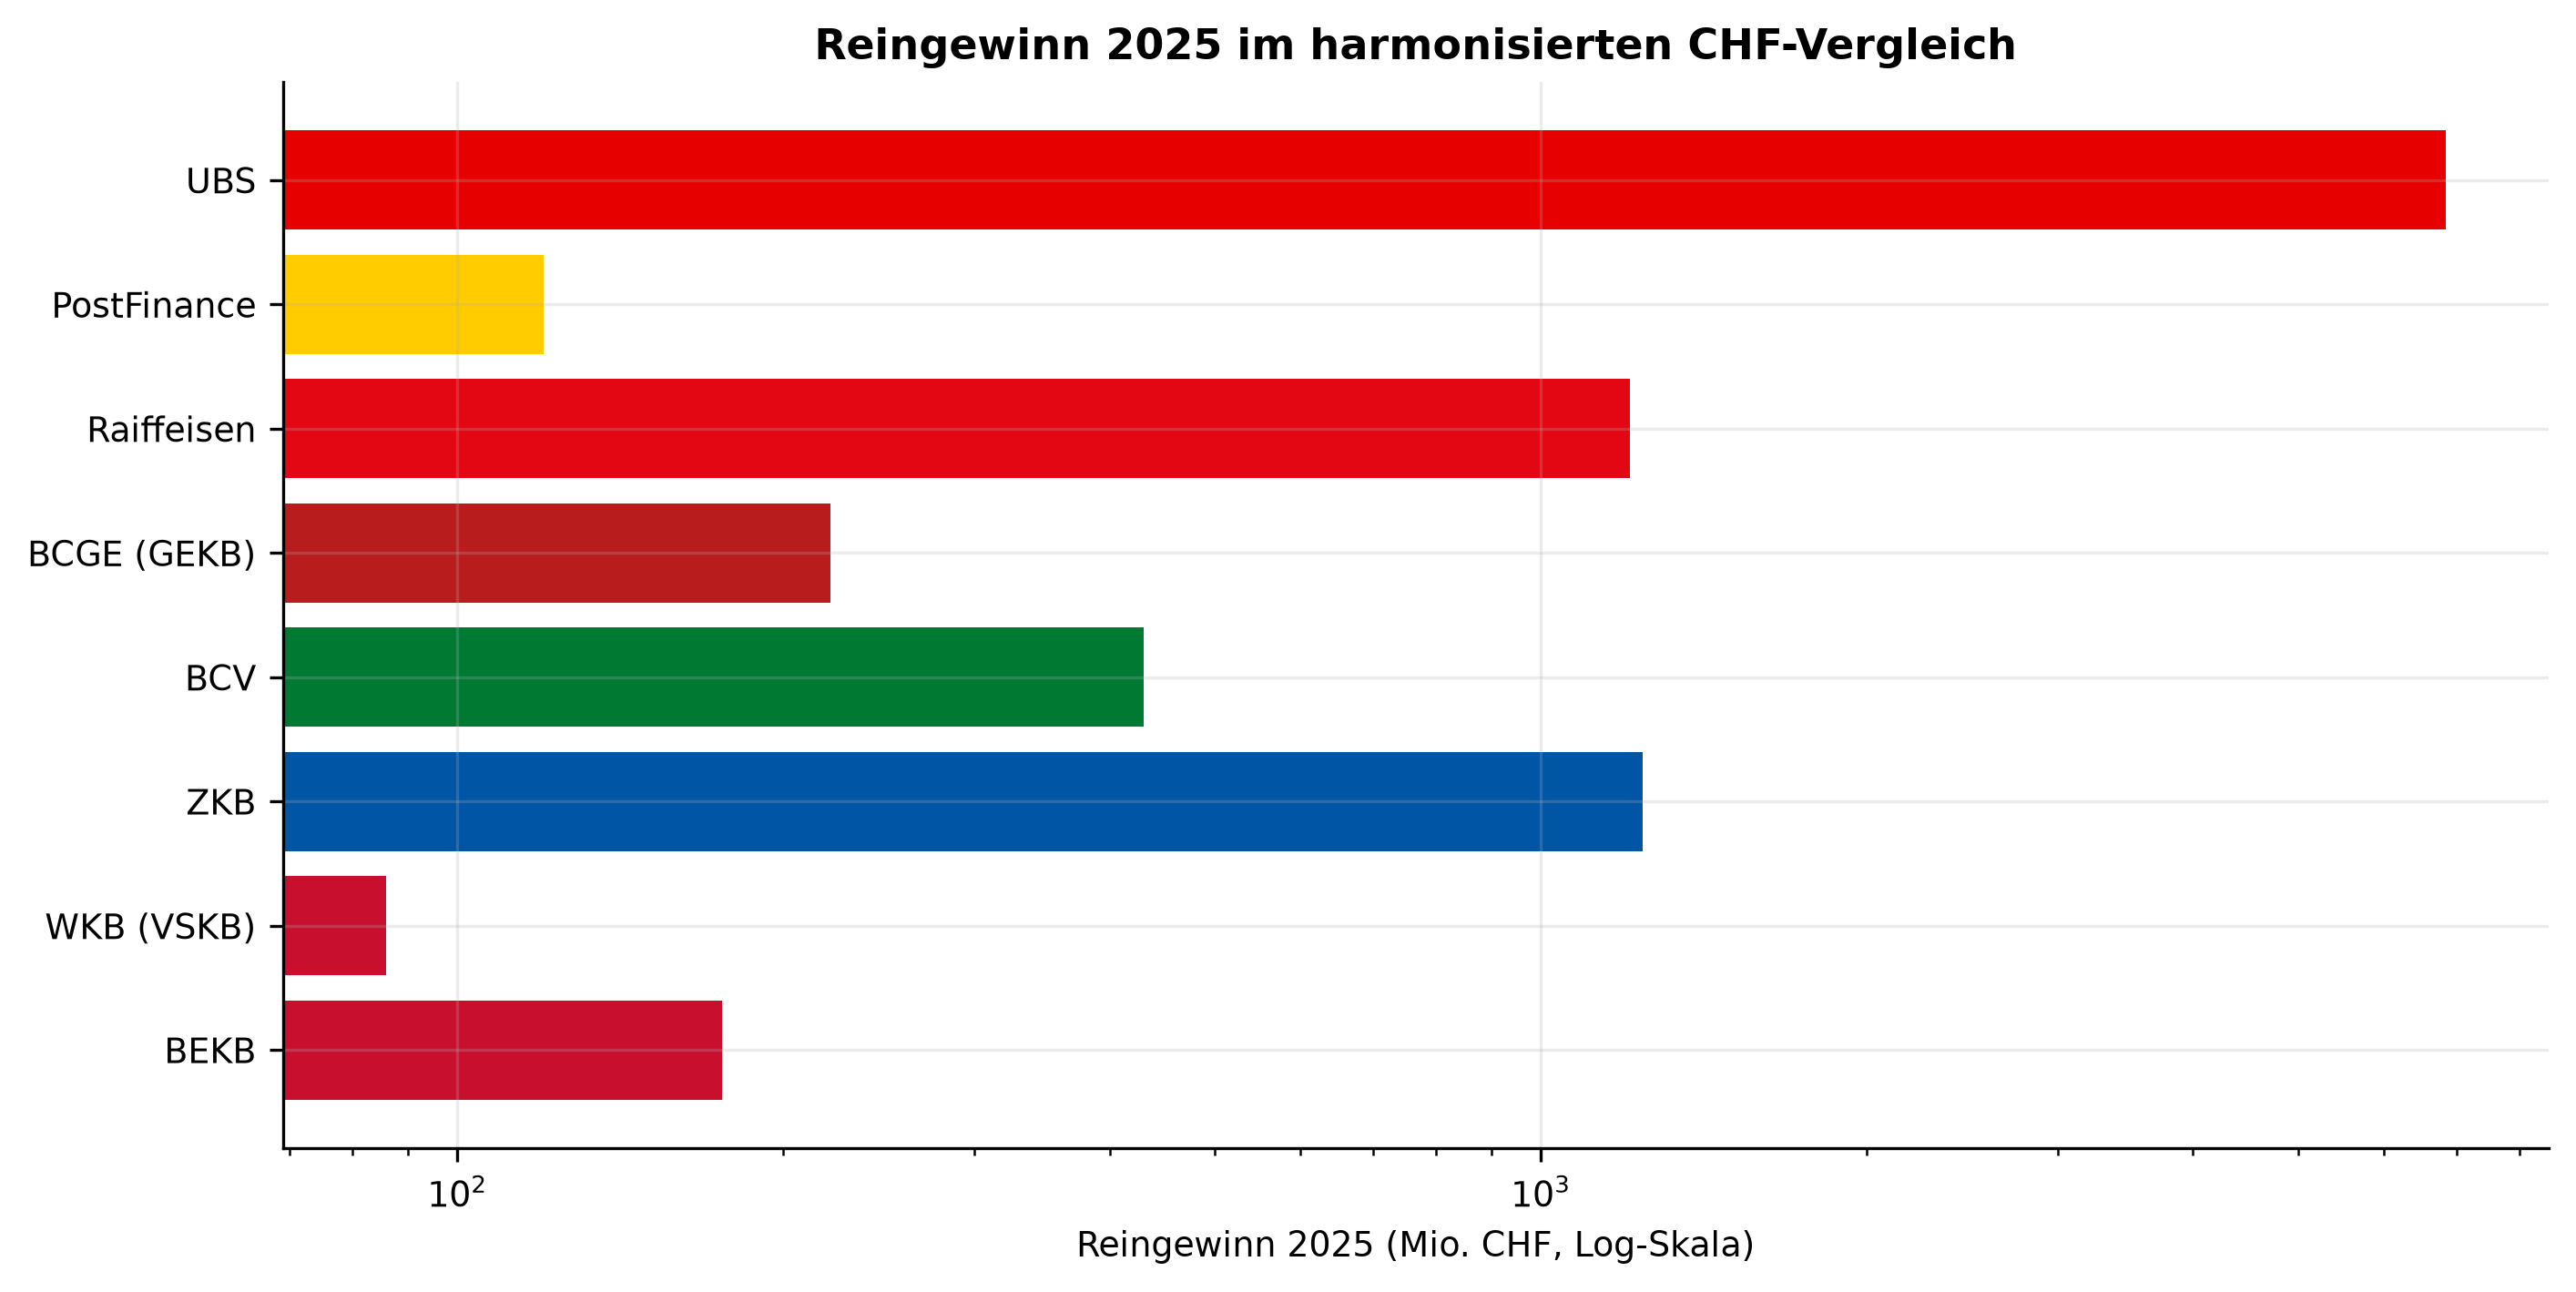 Reingewinn 2025 im harmonisierten CHF-Vergleich
UBS
PostFinance
Raiffeisen
BCGE (GEKB)
BCV
ZKB
WKB (VSKB)
BEKB
10² 10³
Reingewinn 2025 (Mio. CHF, Log-Skala)